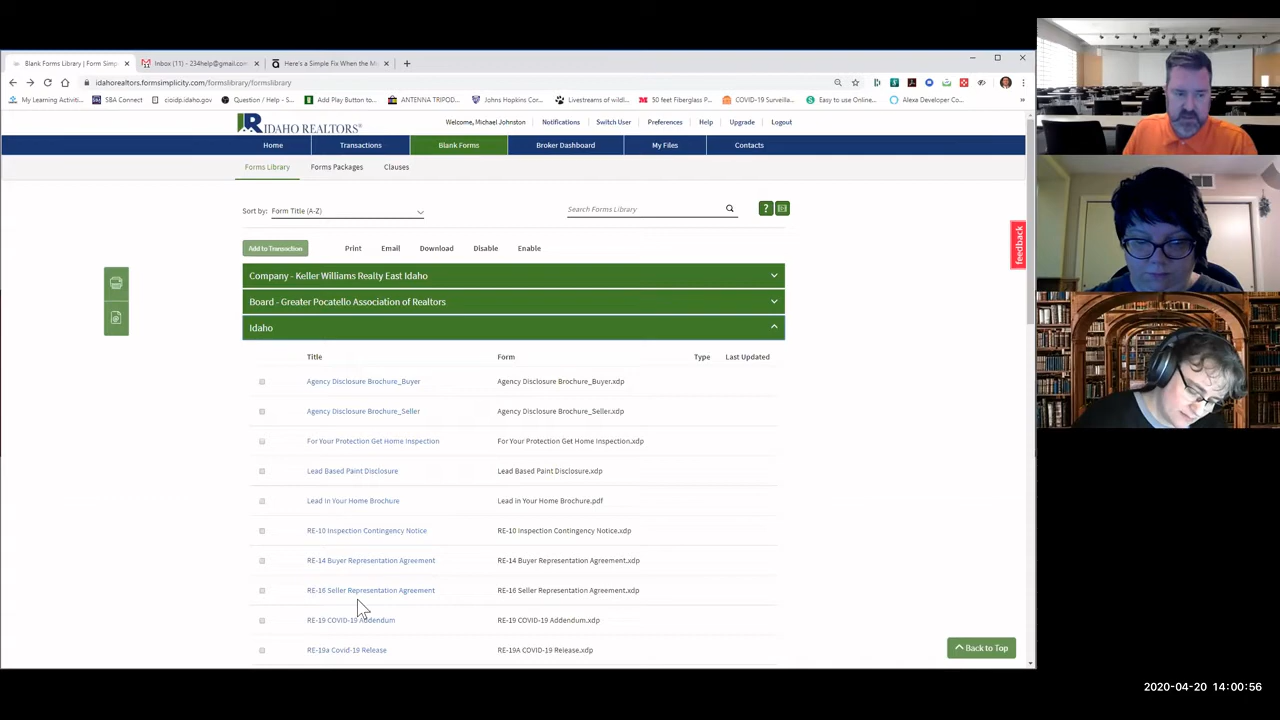 Blank Forms Library | Form Simp
Inbox (11) - 234help@gmail.com
Here's a Simple Fix When the M
idahorealtors.formsimplicity.com/formslibrary/formslibrary
My Learning Activiti...
SBA Connect
cicidp.idaho.gov
Question / Help - S
Add Play Button to...
ANTENNA TRIPOD...
Johns Hopkins Cor...
Livestreams of wildl...
50 feet Fiberglass P...
COVID-19 Surveilla...
Easy to use Online...
Alexa Developer Co...
IDAHO REALTORS®
Welcome, Michael Johnston
Notifications
Switch User
Preferences
Help
Upgrade
Logout
Home
Transactions
Blank Forms
Broker Dashboard
My Files
Contacts
Forms Library
Forms Packages
Clauses
Sort by:
Form Title (A-Z)
Search Forms Library
?
feedback
Add to Transaction
Print
Email
Download
Disable
Enable
Company - Keller Williams Realty East Idaho
Board - Greater Pocatello Association of Realtors
Idaho
Title Form Type Last Updated
Agency Disclosure Brochure_Buyer Agency Disclosure Brochure_Buyer.xdp
Agency Disclosure Brochure_Seller Agency Disclosure Brochure_Seller.xdp
For Your Protection Get Home Inspection For Your Protection Get Home Inspection.xdp
Lead Based Paint Disclosure Lead Based Paint Disclosure.xdp
Lead In Your Home Brochure Lead In Your Home Brochure.pdf
RE-10 Inspection Contingency Notice RE-10 Inspection Contingency Notice.xdp
RE-14 Buyer Representation Agreement RE-14 Buyer Representation Agreement.xdp
RE-16 Seller Representation Agreement RE-16 Seller Representation Agreement.xdp
RE-19 COVID-19 Addendum RE-19 COVID-19 Addendum.xdp
RE-19a Covid-19 Release RE-19A COVID-19 Release.xdp
Back to Top
2020-04-20 14:00:56